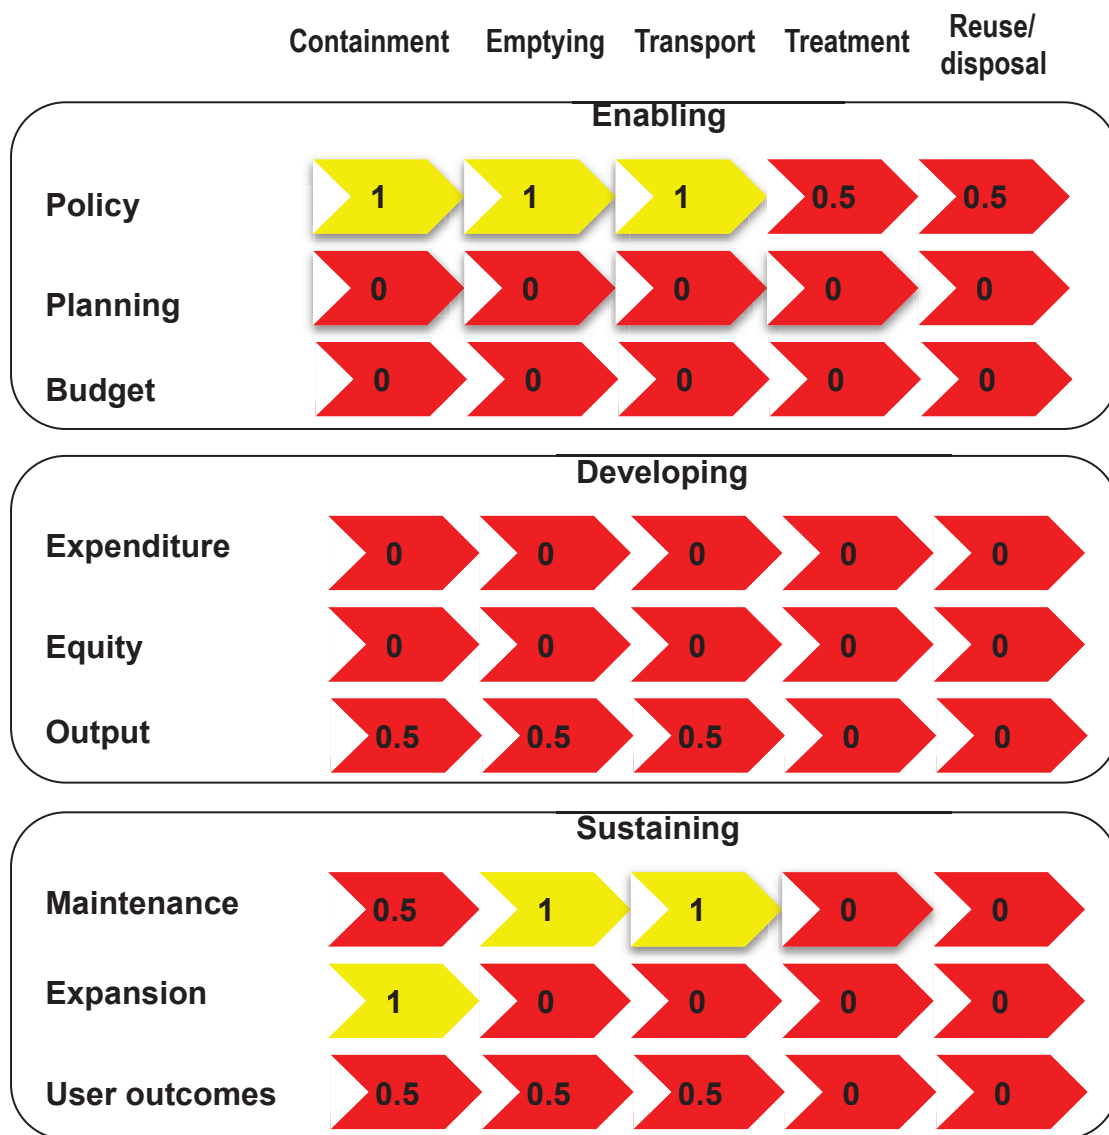 Containment Emptying Transport Treatment Reuse/
disposal
Enabling
Policy 1 1 1 0.5 0.5
Planning 0 0 0 0 0
Budget 0 0 0 0 0
Developing
Expenditure 0 0 0 0 0
Equity 0 0 0 0 0
Output 0.5 0.5 0.5 0 0
Sustaining
Maintenance 0.5 1 1 0 0
Expansion 1 0 0 0 0
User outcomes 0.5 0.5 0.5 0 0